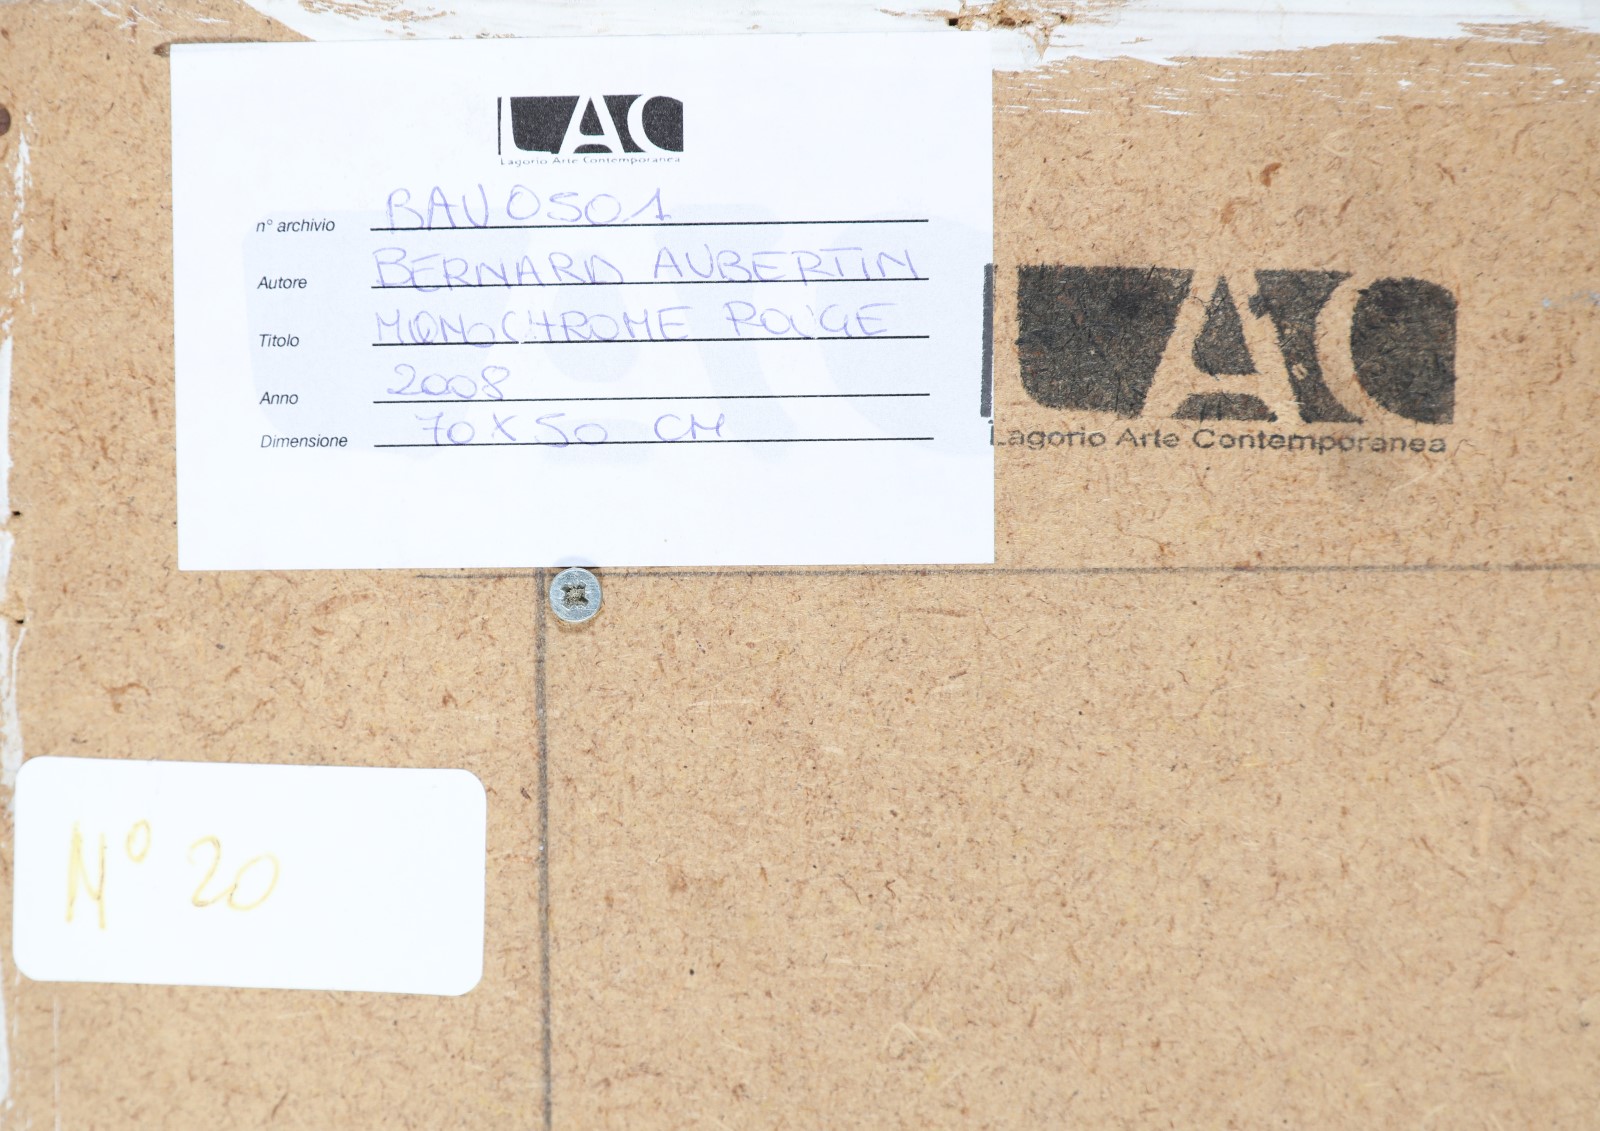 LAC
Lagorio Arte Contemporanea
n° archivio BAU0501
Autore BERNARD AUBERTIN
Titolo MONOCHROME ROUGE
Anno 2008
Dimensione 70 X 50 CM
LAC
Lagorio Arte Contemporanea
N° 20